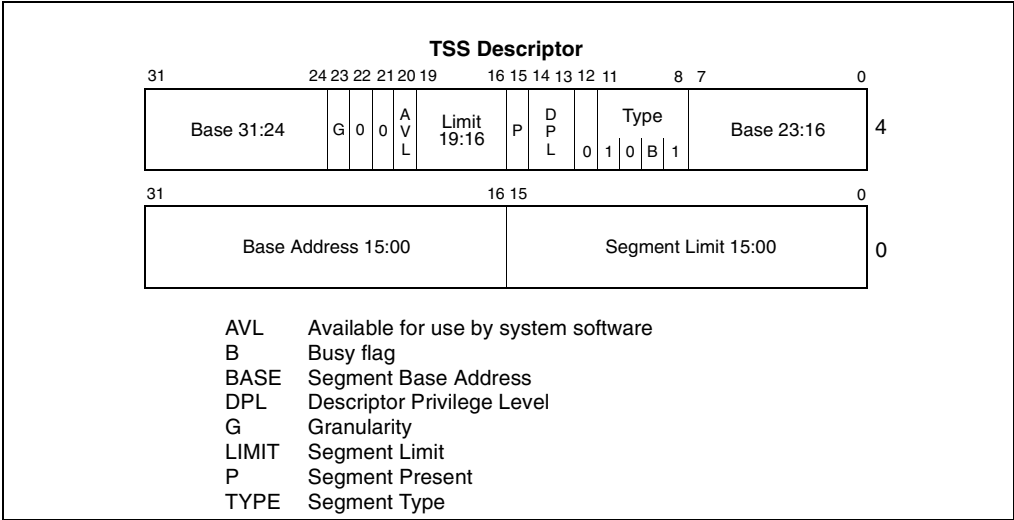 TSS Descriptor
31 24 23 22 21 20 19 16 15 14 13 12 11 8 7 0
Base 31:24 G 0 0 AVL Limit 19:16 P DPL 0 Type 1 0 B 1 Base 23:16 4
31 16 15 0
Base Address 15:00 Segment Limit 15:00 0
AVL Available for use by system software
B Busy flag
BASE Segment Base Address
DPL Descriptor Privilege Level
G Granularity
LIMIT Segment Limit
P Segment Present
TYPE Segment Type